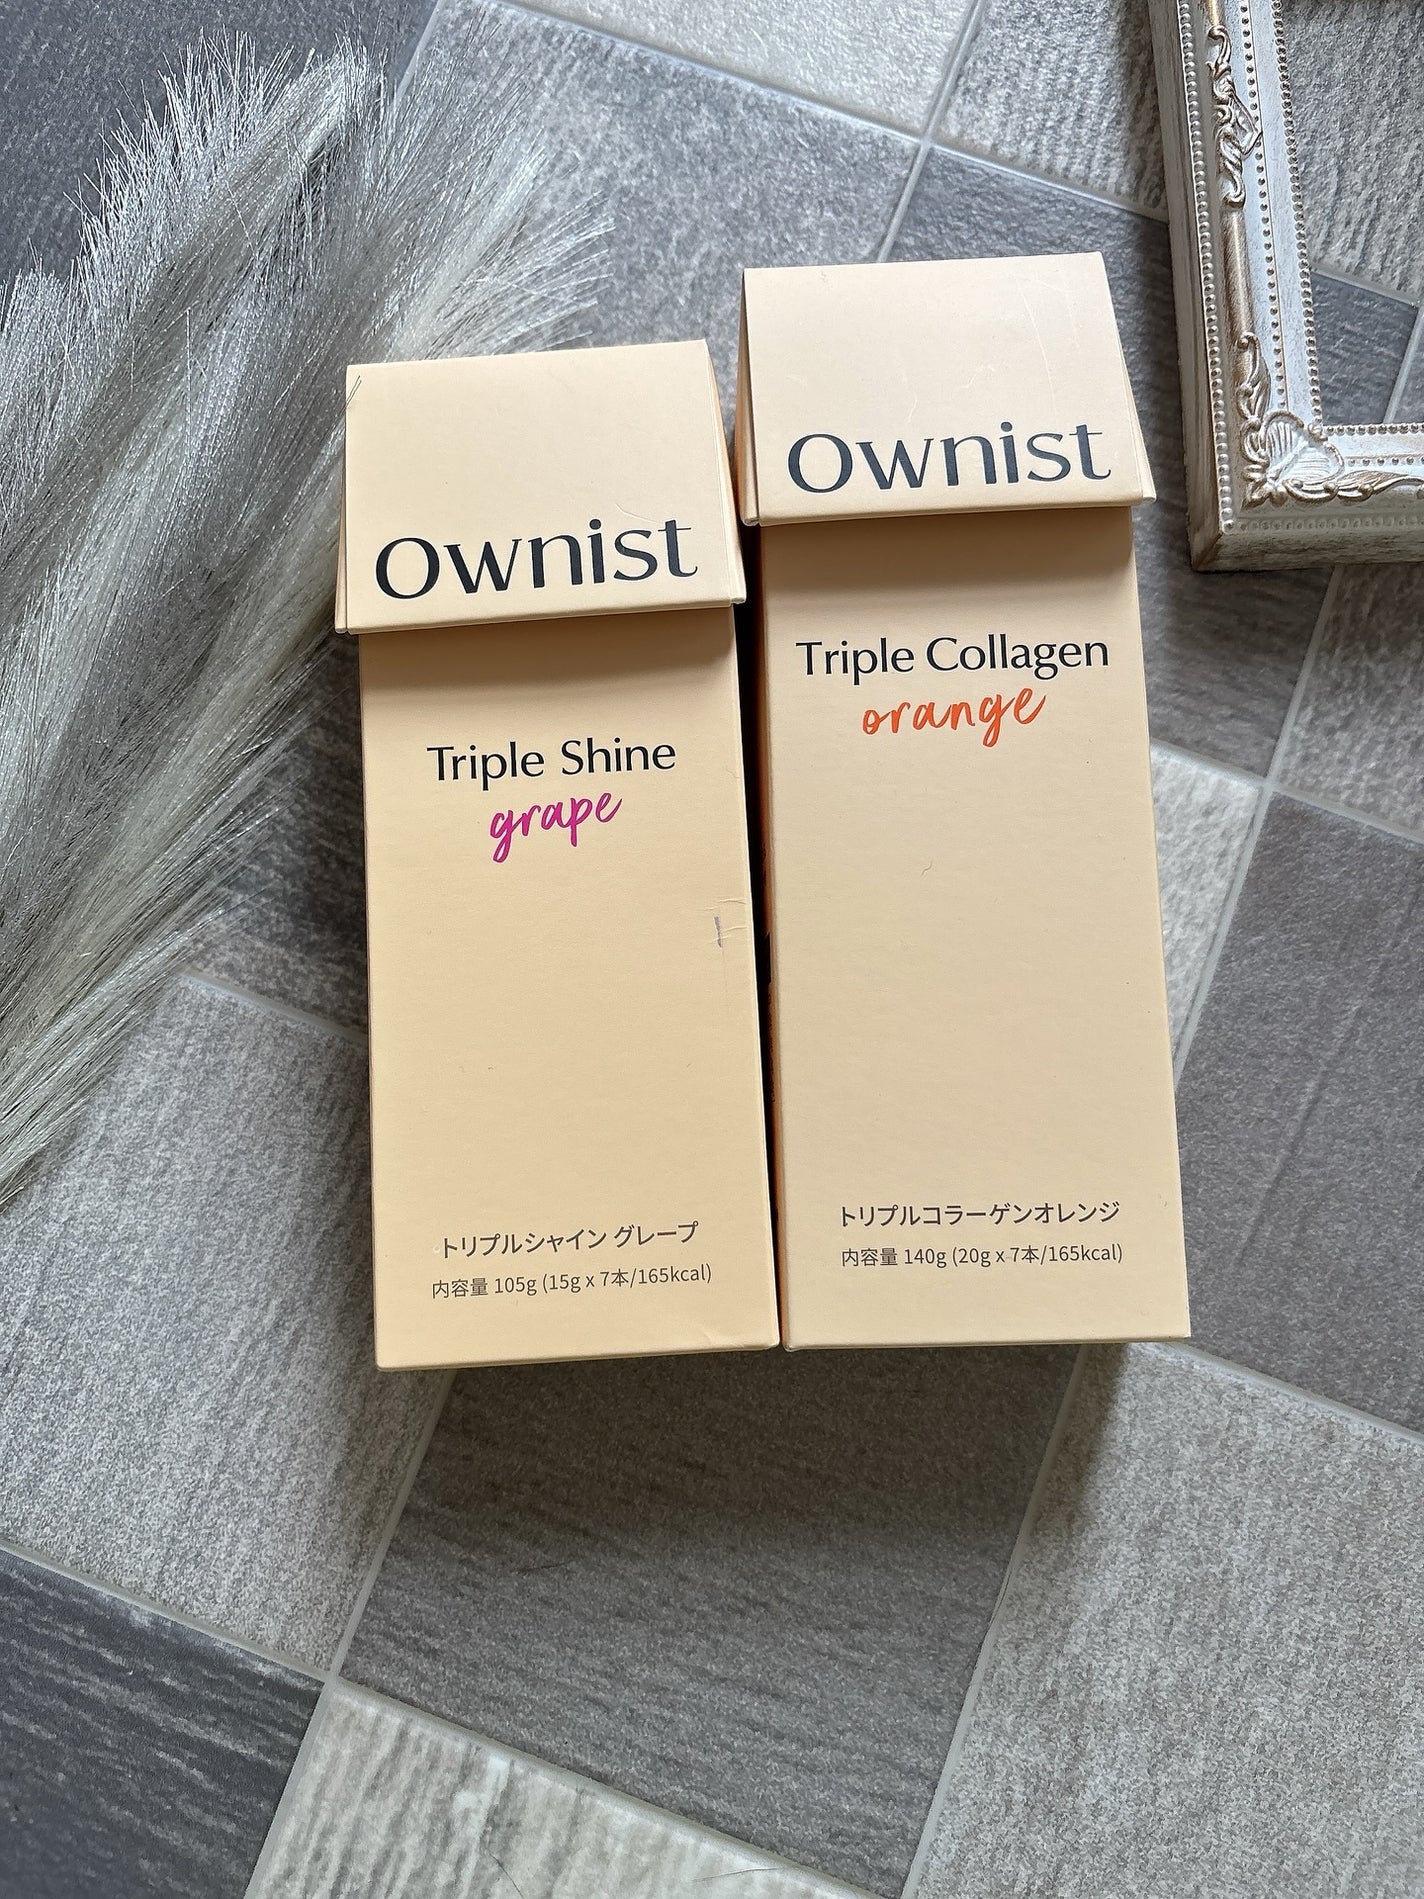 Ownist
Triple Shine
grape
トリプルシャイン グレープ
内容量 105g (15g x 7本/165kcal)
Ownist
Triple Collagen
orange
トリプルコラーゲンオレンジ
内容量 140g (20g x 7本/165kcal)